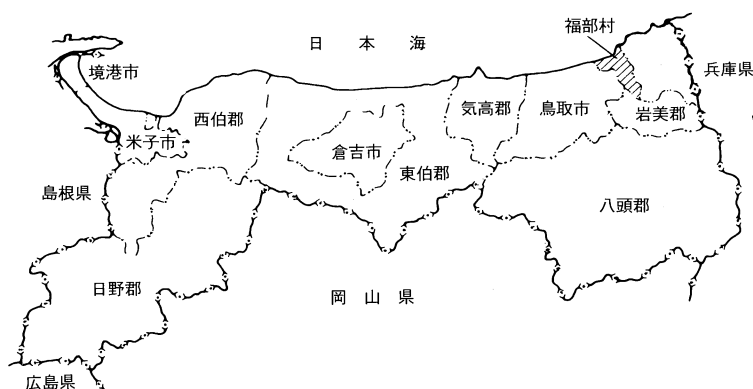 日本海
福部村
境港市
兵庫県
西伯郡
気高郡
鳥取市
岩美郡
米子市
倉吉市
東伯郡
島根県
八頭郡
日野郡
岡山県
広島県